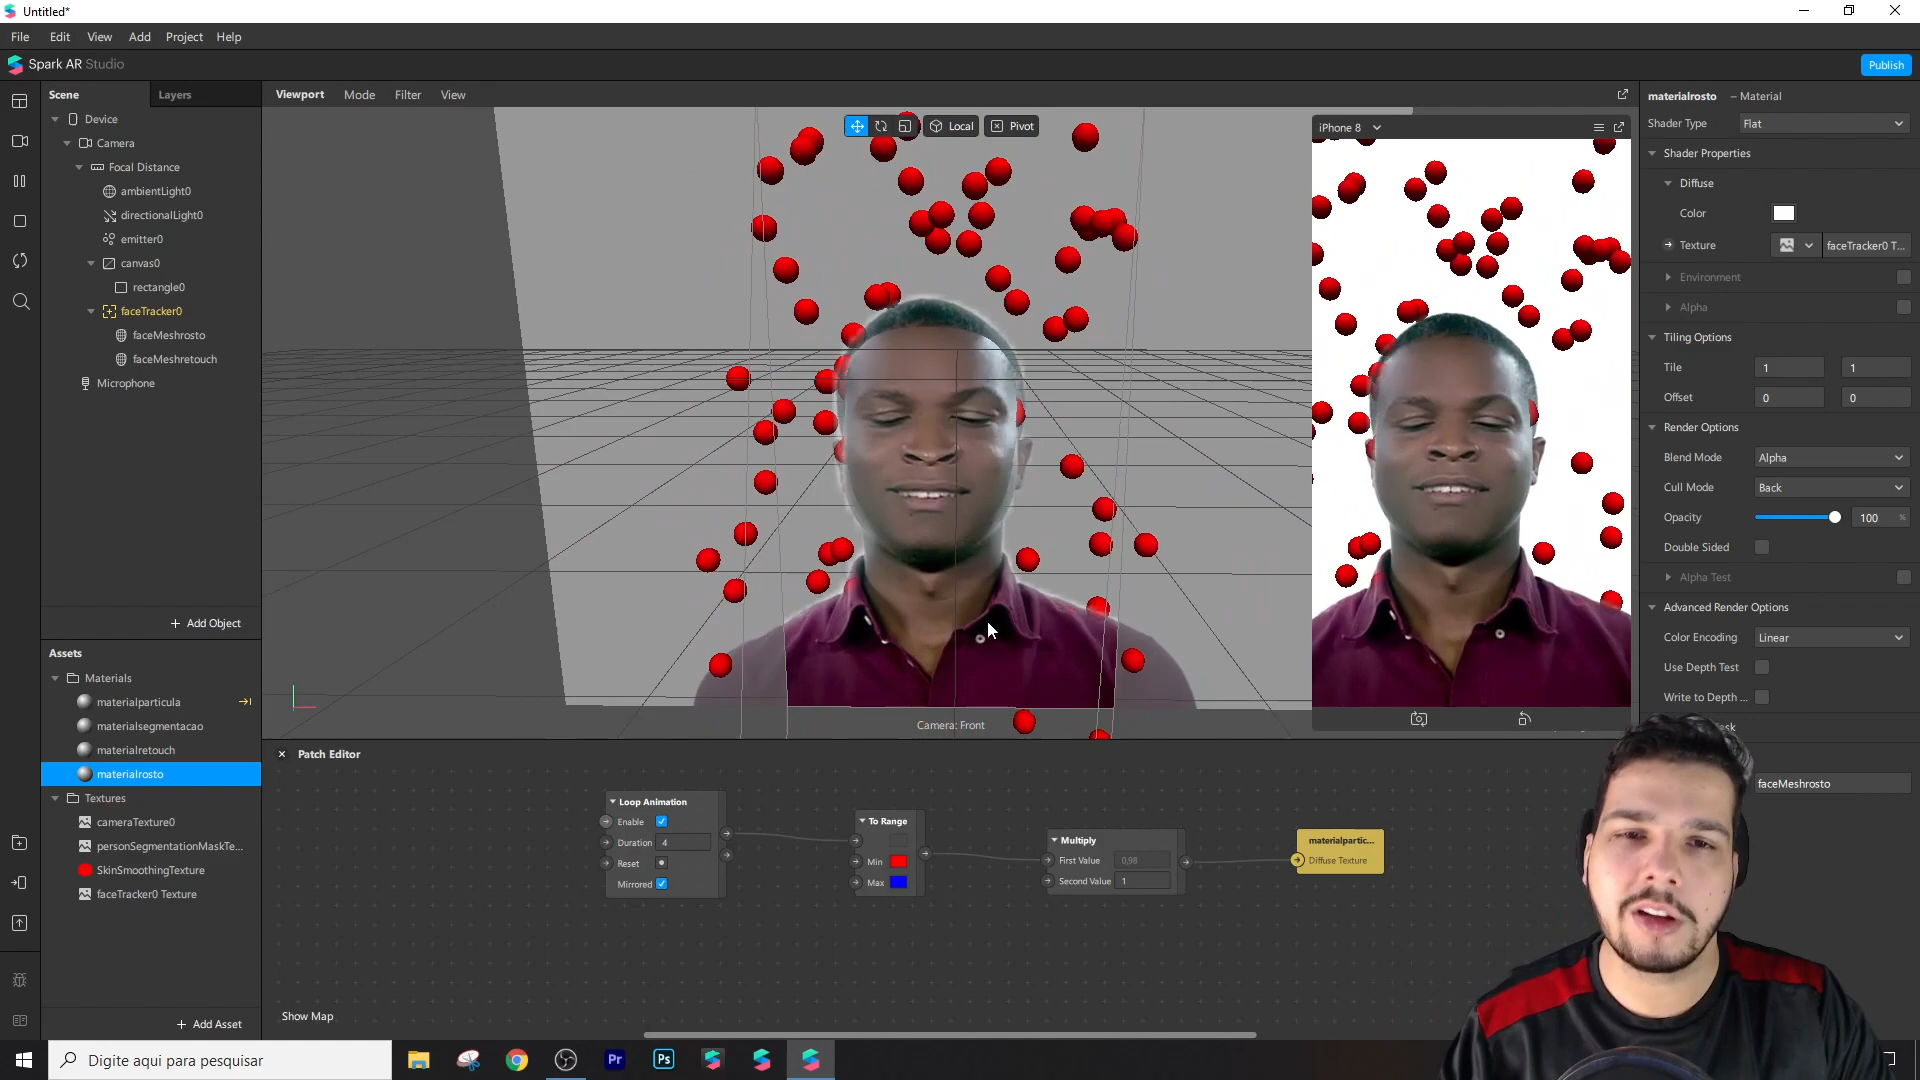 Untitled*
File Edit View Add Project Help
Spark AR Studio
Publish
Scene
Layers
Device
Camera
Focal Distance
ambientLight0
directionalLight0
emitter0
canvas0
rectangle0
faceTracker0
faceMeshrosto
faceMeshretouch
Microphone
+ Add Object
Assets
Materials
materialparticula
materialsegmentacao
materialretouch
materialrosto
Textures
cameraTexture0
personSegmentationMaskTe...
SkinSmoothingTexture
faceTracker0 Texture
+ Add Asset
Viewport Mode Filter View
Local
Pivot
Camera: Front
iPhone 8
materialrosto – Material
Shader Type Flat
Shader Properties
Diffuse
Color
Texture faceTracker0 T...
Environment
Alpha
Tiling Options
Tile 1 1
Offset 0 0
Render Options
Blend Mode Alpha
Cull Mode Back
Opacity 100 %
Double Sided
Alpha Test
Advanced Render Options
Color Encoding Linear
Use Depth Test
Write to Depth ...
faceMeshrosto
Patch Editor
Loop Animation
Enable
Duration 4
Reset
Mirrored
To Range
Min
Max
Multiply
First Value 0,98
Second Value 1
materialpartic...
Diffuse Texture
Show Map
Digite aqui para pesquisar
Pr
Ps